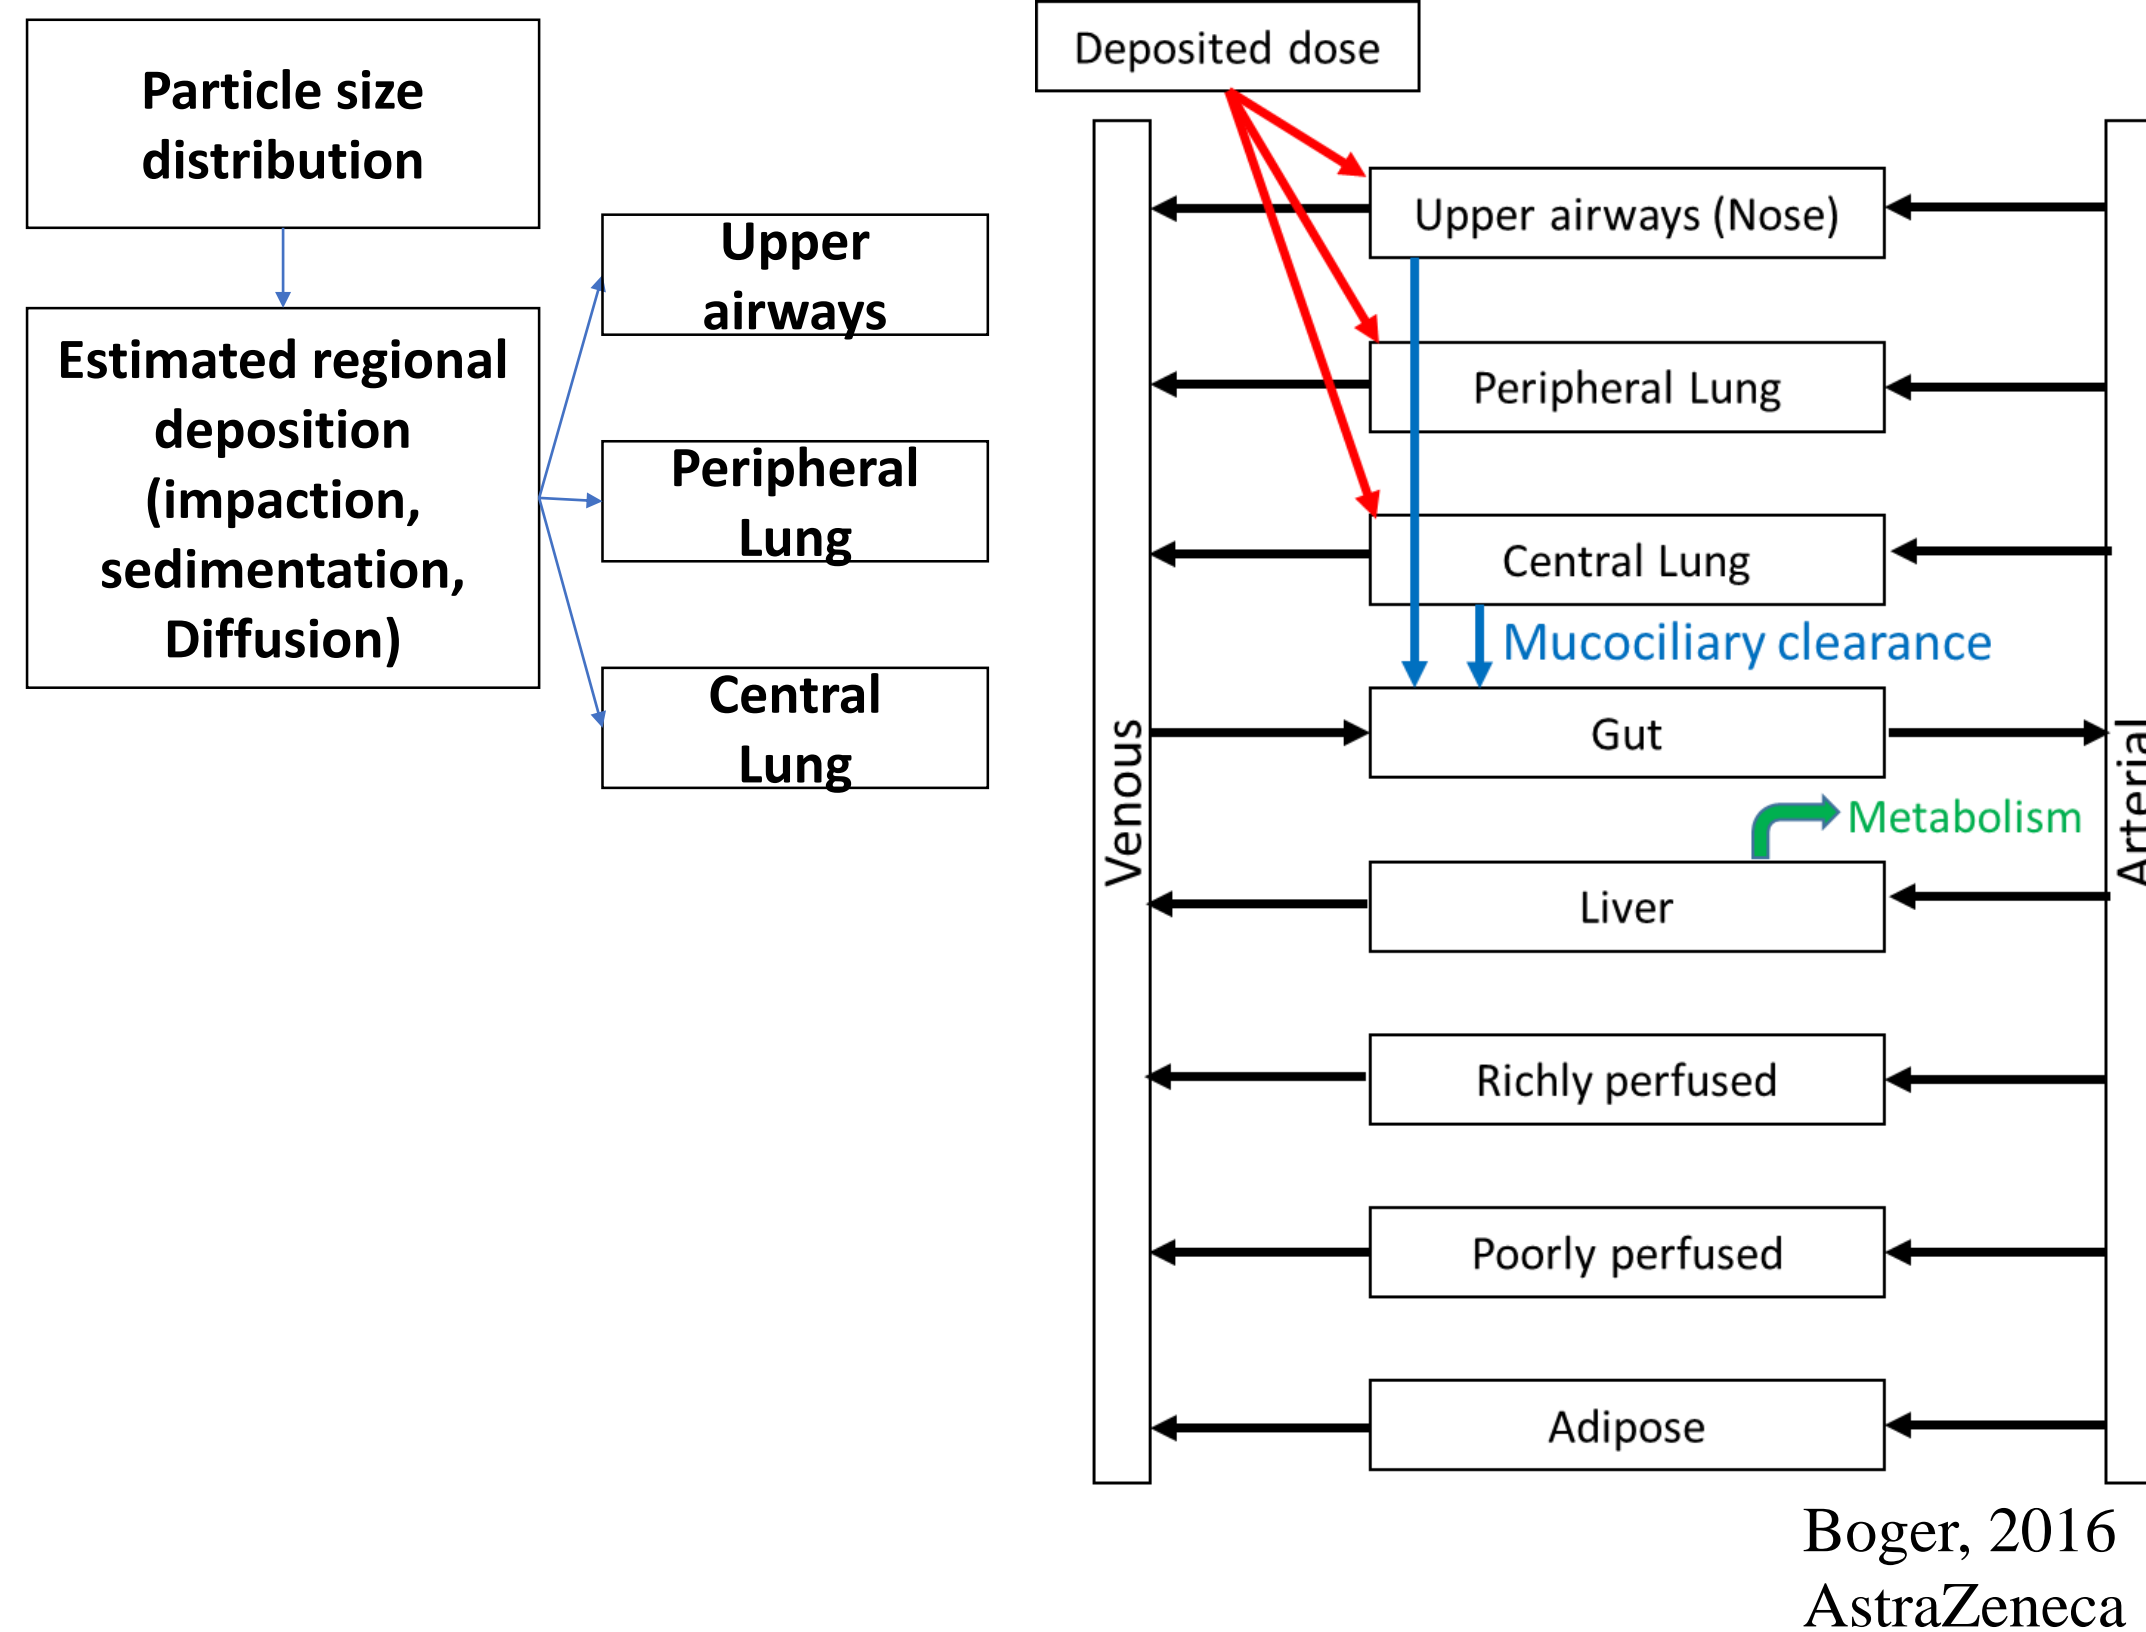 Particle size
distribution
Estimated regional
deposition
(impaction,
sedimentation,
Diffusion)
Upper
airways
Peripheral
Lung
Central
Lung
Deposited dose
Upper airways (Nose)
Peripheral Lung
Central Lung
Mucociliary clearance
Gut
Metabolism
Liver
Richly perfused
Poorly perfused
Adipose
Venous
Arterial
Boger, 2016
AstraZeneca